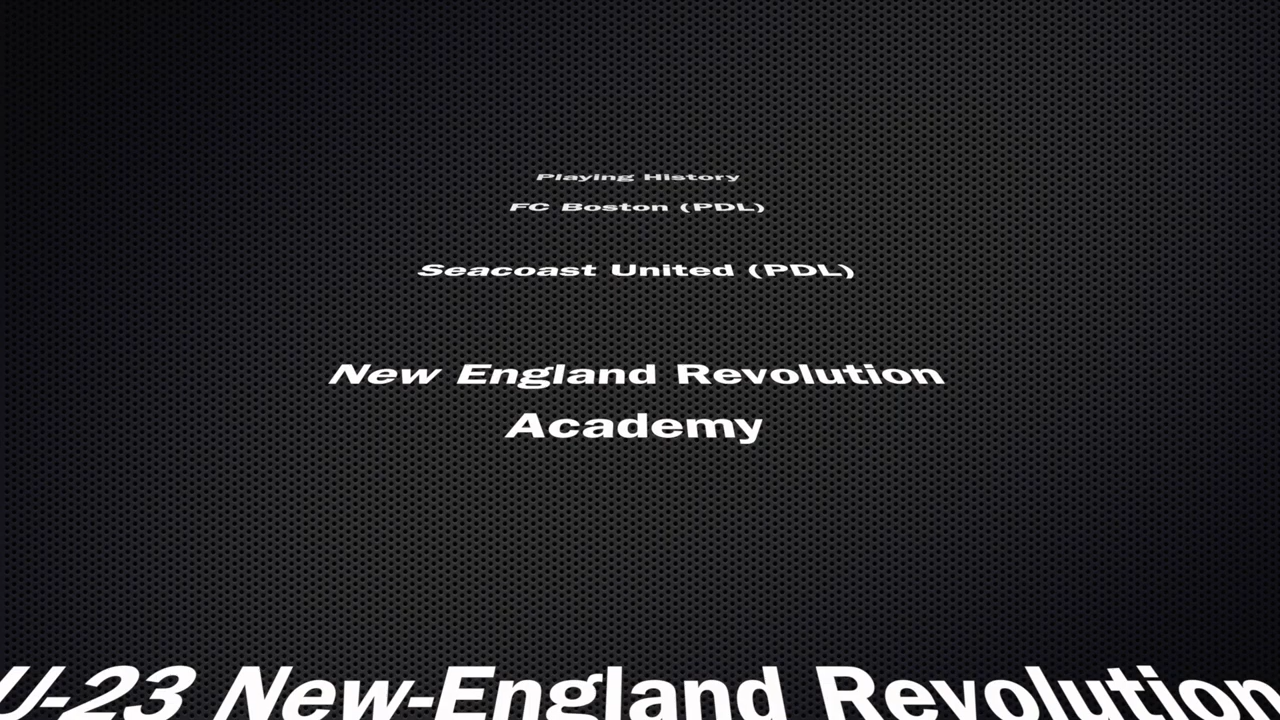 Playing History
FC Boston (PDL)
Seacoast United (PDL)
New England Revolution
Academy
U-23 New-England Revolution